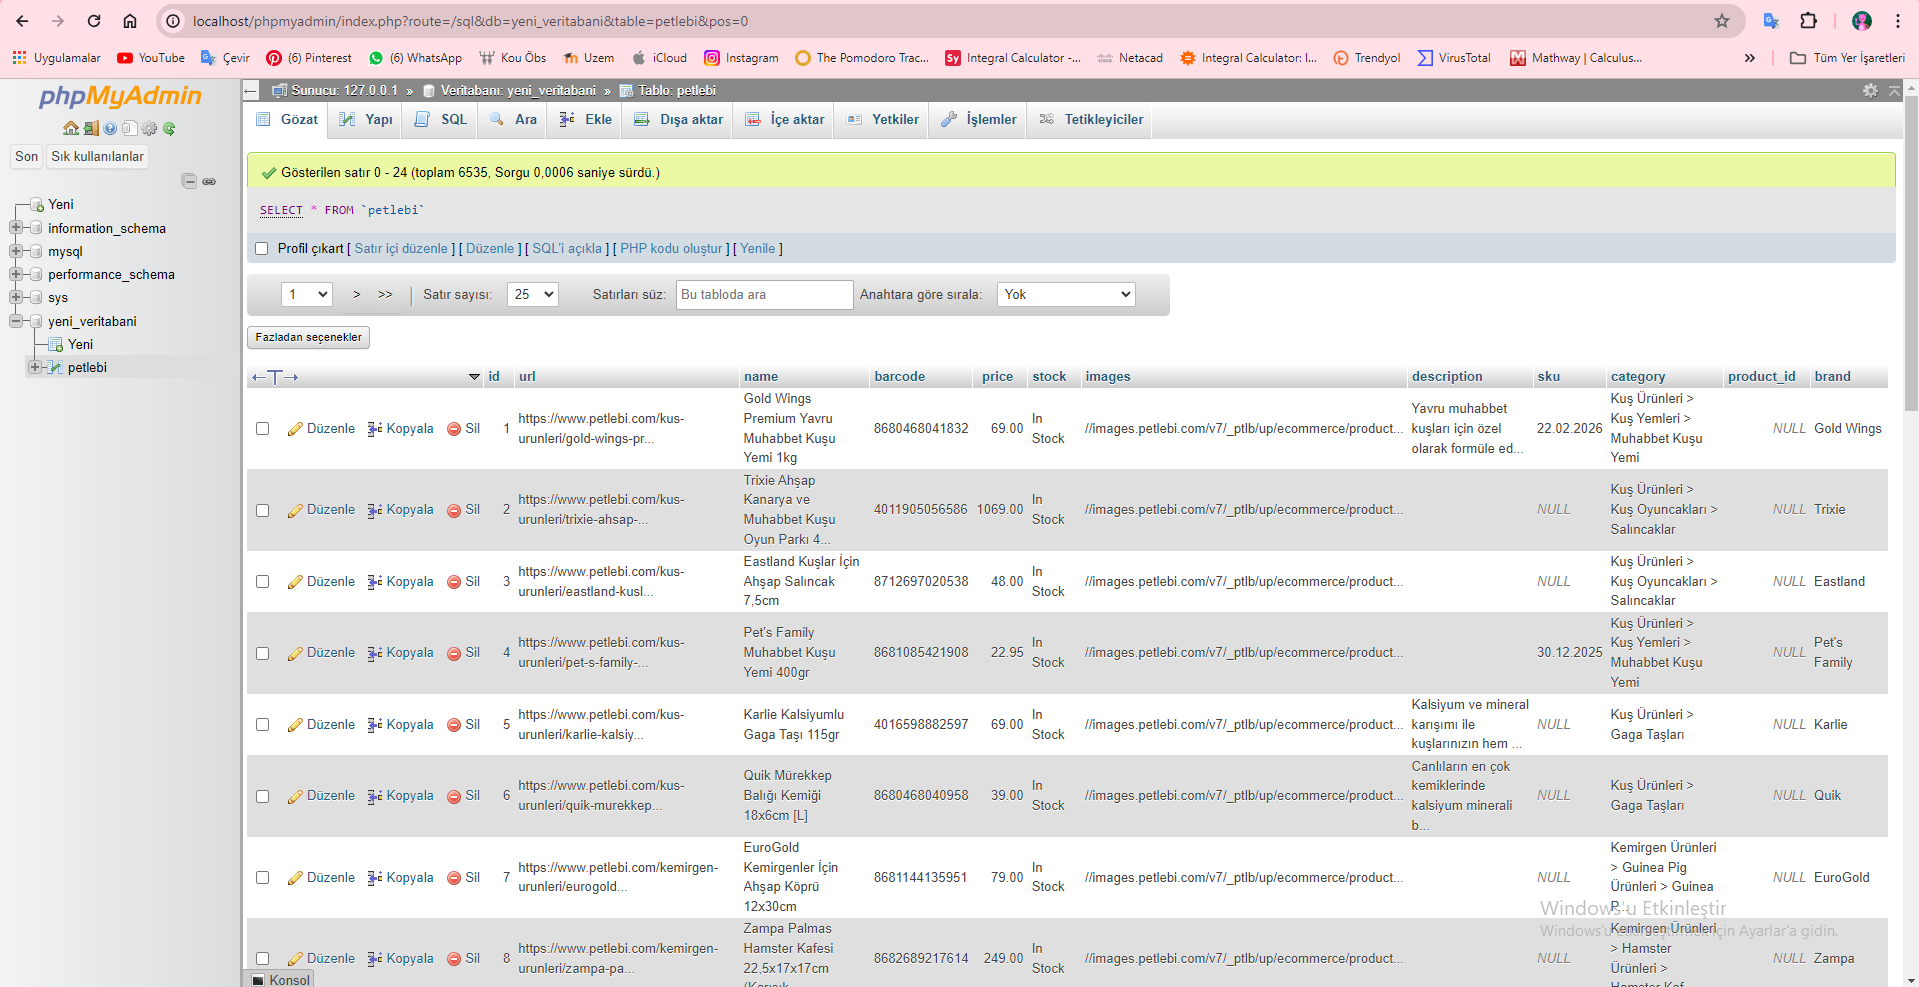 localhost/phpmyadmin/index.php?route=/sql&db=yeni_veritabani&table=petlebi&pos=0
Uygulamalar YouTube Çevir (6) Pinterest (6) WhatsApp Kou Öbs Uzem iCloud Instagram The Pomodoro Trac... Integral Calculator -... Netacad Integral Calculator: I... Trendyol VirusTotal Mathway | Calculus... » Tüm Yer İşaretleri
phpMyAdmin
Son Sık kullanılanlar
Yeni
information_schema
mysql
performance_schema
sys
yeni_veritabani
Yeni
petlebi
Sunucu: 127.0.0.1 » Veritabanı: yeni_veritabani » Tablo: petlebi
Gözat Yapı SQL Ara Ekle Dışa aktar İçe aktar Yetkiler İşlemler Tetikleyiciler
Gösterilen satır 0 - 24 (toplam 6535, Sorgu 0,0006 saniye sürdü.)
SELECT * FROM `petlebi`
Profil çıkart [ Satır içi düzenle ] [ Düzenle ] [ SQL'i açıkla ] [ PHP kodu oluştur ] [ Yenile ]
1 > >> | Satır sayısı: 25 Satırları süz: Bu tabloda ara Anahtara göre sırala: Yok
Fazladan seçenekler
id url name barcode price stock images description sku category product_id brand
Düzenle Kopyala Sil 1 https://www.petlebi.com/kus-
urunleri/gold-wings-pr...
Gold Wings
Premium Yavru
Muhabbet Kuşu
Yemi 1kg
8680468041832 69.00 In
Stock
//images.petlebi.com/v7/_ptlb/up/ecommerce/product...
Yavru muhabbet
kuşları için özel
olarak formüle ed...
22.02.2026
Kuş Ürünleri >
Kuş Yemleri >
Muhabbet Kuşu
Yemi
NULL Gold Wings
Düzenle Kopyala Sil 2 https://www.petlebi.com/kus-
urunleri/trixie-ahsap-...
Trixie Ahşap
Kanarya ve
Muhabbet Kuşu
Oyun Parkı 4...
4011905056586 1069.00 In
Stock
//images.petlebi.com/v7/_ptlb/up/ecommerce/product...
NULL
Kuş Ürünleri >
Kuş Oyuncakları >
Salıncaklar
NULL Trixie
Düzenle Kopyala Sil 3 https://www.petlebi.com/kus-
urunleri/eastland-kusl...
Eastland Kuşlar İçin
Ahşap Salıncak
7,5cm
8712697020538 48.00 In
Stock
//images.petlebi.com/v7/_ptlb/up/ecommerce/product...
NULL
Kuş Ürünleri >
Kuş Oyuncakları >
Salıncaklar
NULL Eastland
Düzenle Kopyala Sil 4 https://www.petlebi.com/kus-
urunleri/pet-s-family-...
Pet's Family
Muhabbet Kuşu
Yemi 400gr
8681085421908 22.95 In
Stock
//images.petlebi.com/v7/_ptlb/up/ecommerce/product...
30.12.2025
Kuş Ürünleri >
Kuş Yemleri >
Muhabbet Kuşu
Yemi
NULL Pet's
Family
Düzenle Kopyala Sil 5 https://www.petlebi.com/kus-
urunleri/karlie-kalsiy...
Karlie Kalsiyumlu
Gaga Taşı 115gr
4016598882597 69.00 In
Stock
//images.petlebi.com/v7/_ptlb/up/ecommerce/product...
Kalsiyum ve mineral
karışımı ile
kuşlarınızın hem ...
NULL
Kuş Ürünleri >
Gaga Taşları
NULL Karlie
Düzenle Kopyala Sil 6 https://www.petlebi.com/kus-
urunleri/quik-murekkep...
Quik Mürekkep
Balığı Kemiği
18x6cm [L]
8680468040958 39.00 In
Stock
//images.petlebi.com/v7/_ptlb/up/ecommerce/product...
Canlıların en çok
kemiklerinde
kalsiyum minerali
b...
NULL
Kuş Ürünleri >
Gaga Taşları
NULL Quik
Düzenle Kopyala Sil 7 https://www.petlebi.com/kemirgen-
urunleri/eurogold...
EuroGold
Kemirgenler İçin
Ahşap Köprü
12x30cm
8681144135951 79.00 In
Stock
//images.petlebi.com/v7/_ptlb/up/ecommerce/product...
NULL
Kemirgen Ürünleri
> Guinea Pig
Ürünleri > Guinea
P...
NULL EuroGold
Düzenle Kopyala Sil 8 https://www.petlebi.com/kemirgen-
urunleri/zampa-pa...
Zampa Palmas
Hamster Kafesi
22,5x17x17cm
(Karışık
8682689217614 249.00 In
Stock
//images.petlebi.com/v7/_ptlb/up/ecommerce/product...
NULL
Kemirgen Ürünleri
> Hamster
Ürünleri >
Hamster Kaf
NULL Zampa
Windows'u Etkinleştir
Windows'u etkinleştirmek için Ayarlar'a gidin.
Konsol